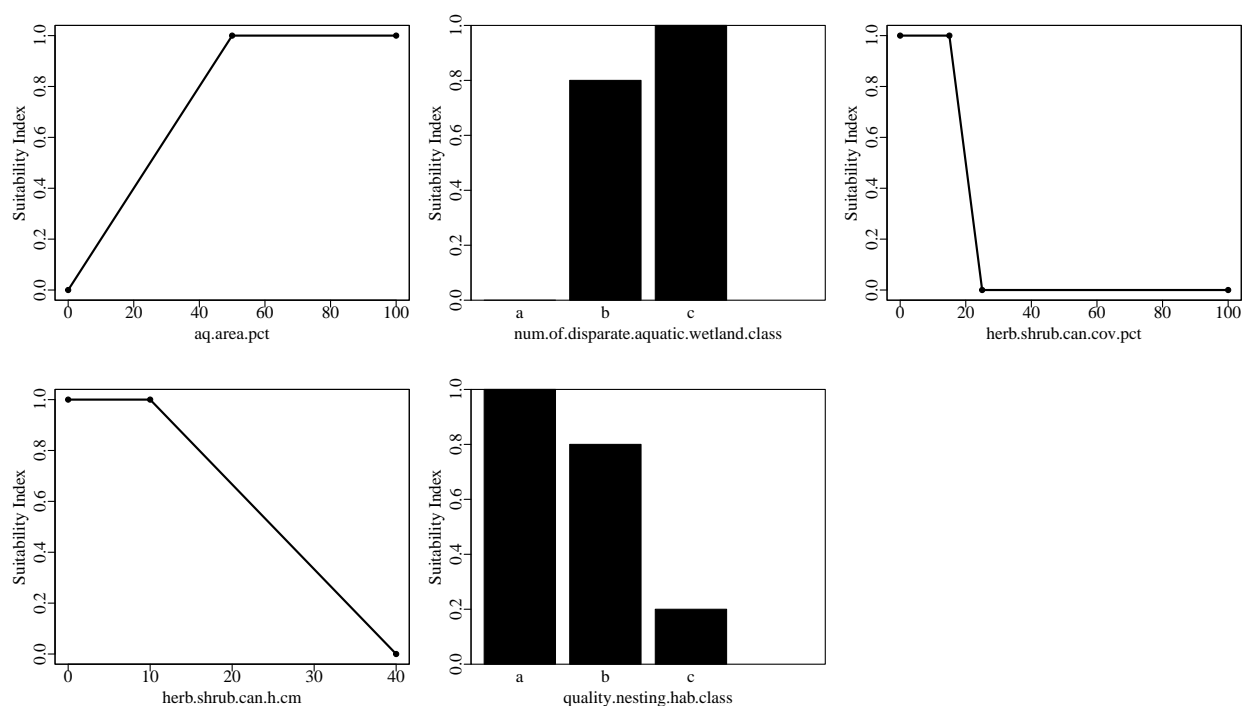 Suitability Index
0.0 0.2 0.4 0.6 0.8 1.0
0 20 40 60 80 100
aq.area.pct
Suitability Index
0.0 0.2 0.4 0.6 0.8 1.0
a b c
num.of.disparate.aquatic.wetland.class
Suitability Index
0.0 0.2 0.4 0.6 0.8 1.0
0 20 40 60 80 100
herb.shrub.can.cov.pct
Suitability Index
0.0 0.2 0.4 0.6 0.8 1.0
0 10 20 30 40
herb.shrub.can.h.cm
Suitability Index
0.0 0.2 0.4 0.6 0.8 1.0
a b c
quality.nesting.hab.class